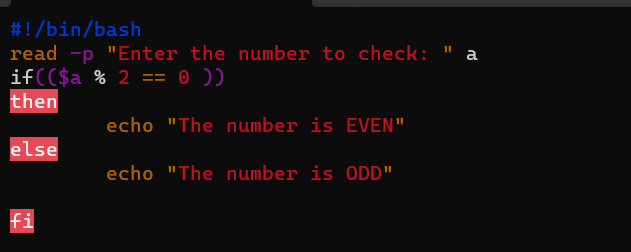 #!/bin/bash
read -p "Enter the number to check: " a
if(($a % 2 == 0 ))
then
        echo "The number is EVEN"
else
        echo "The number is ODD"
fi